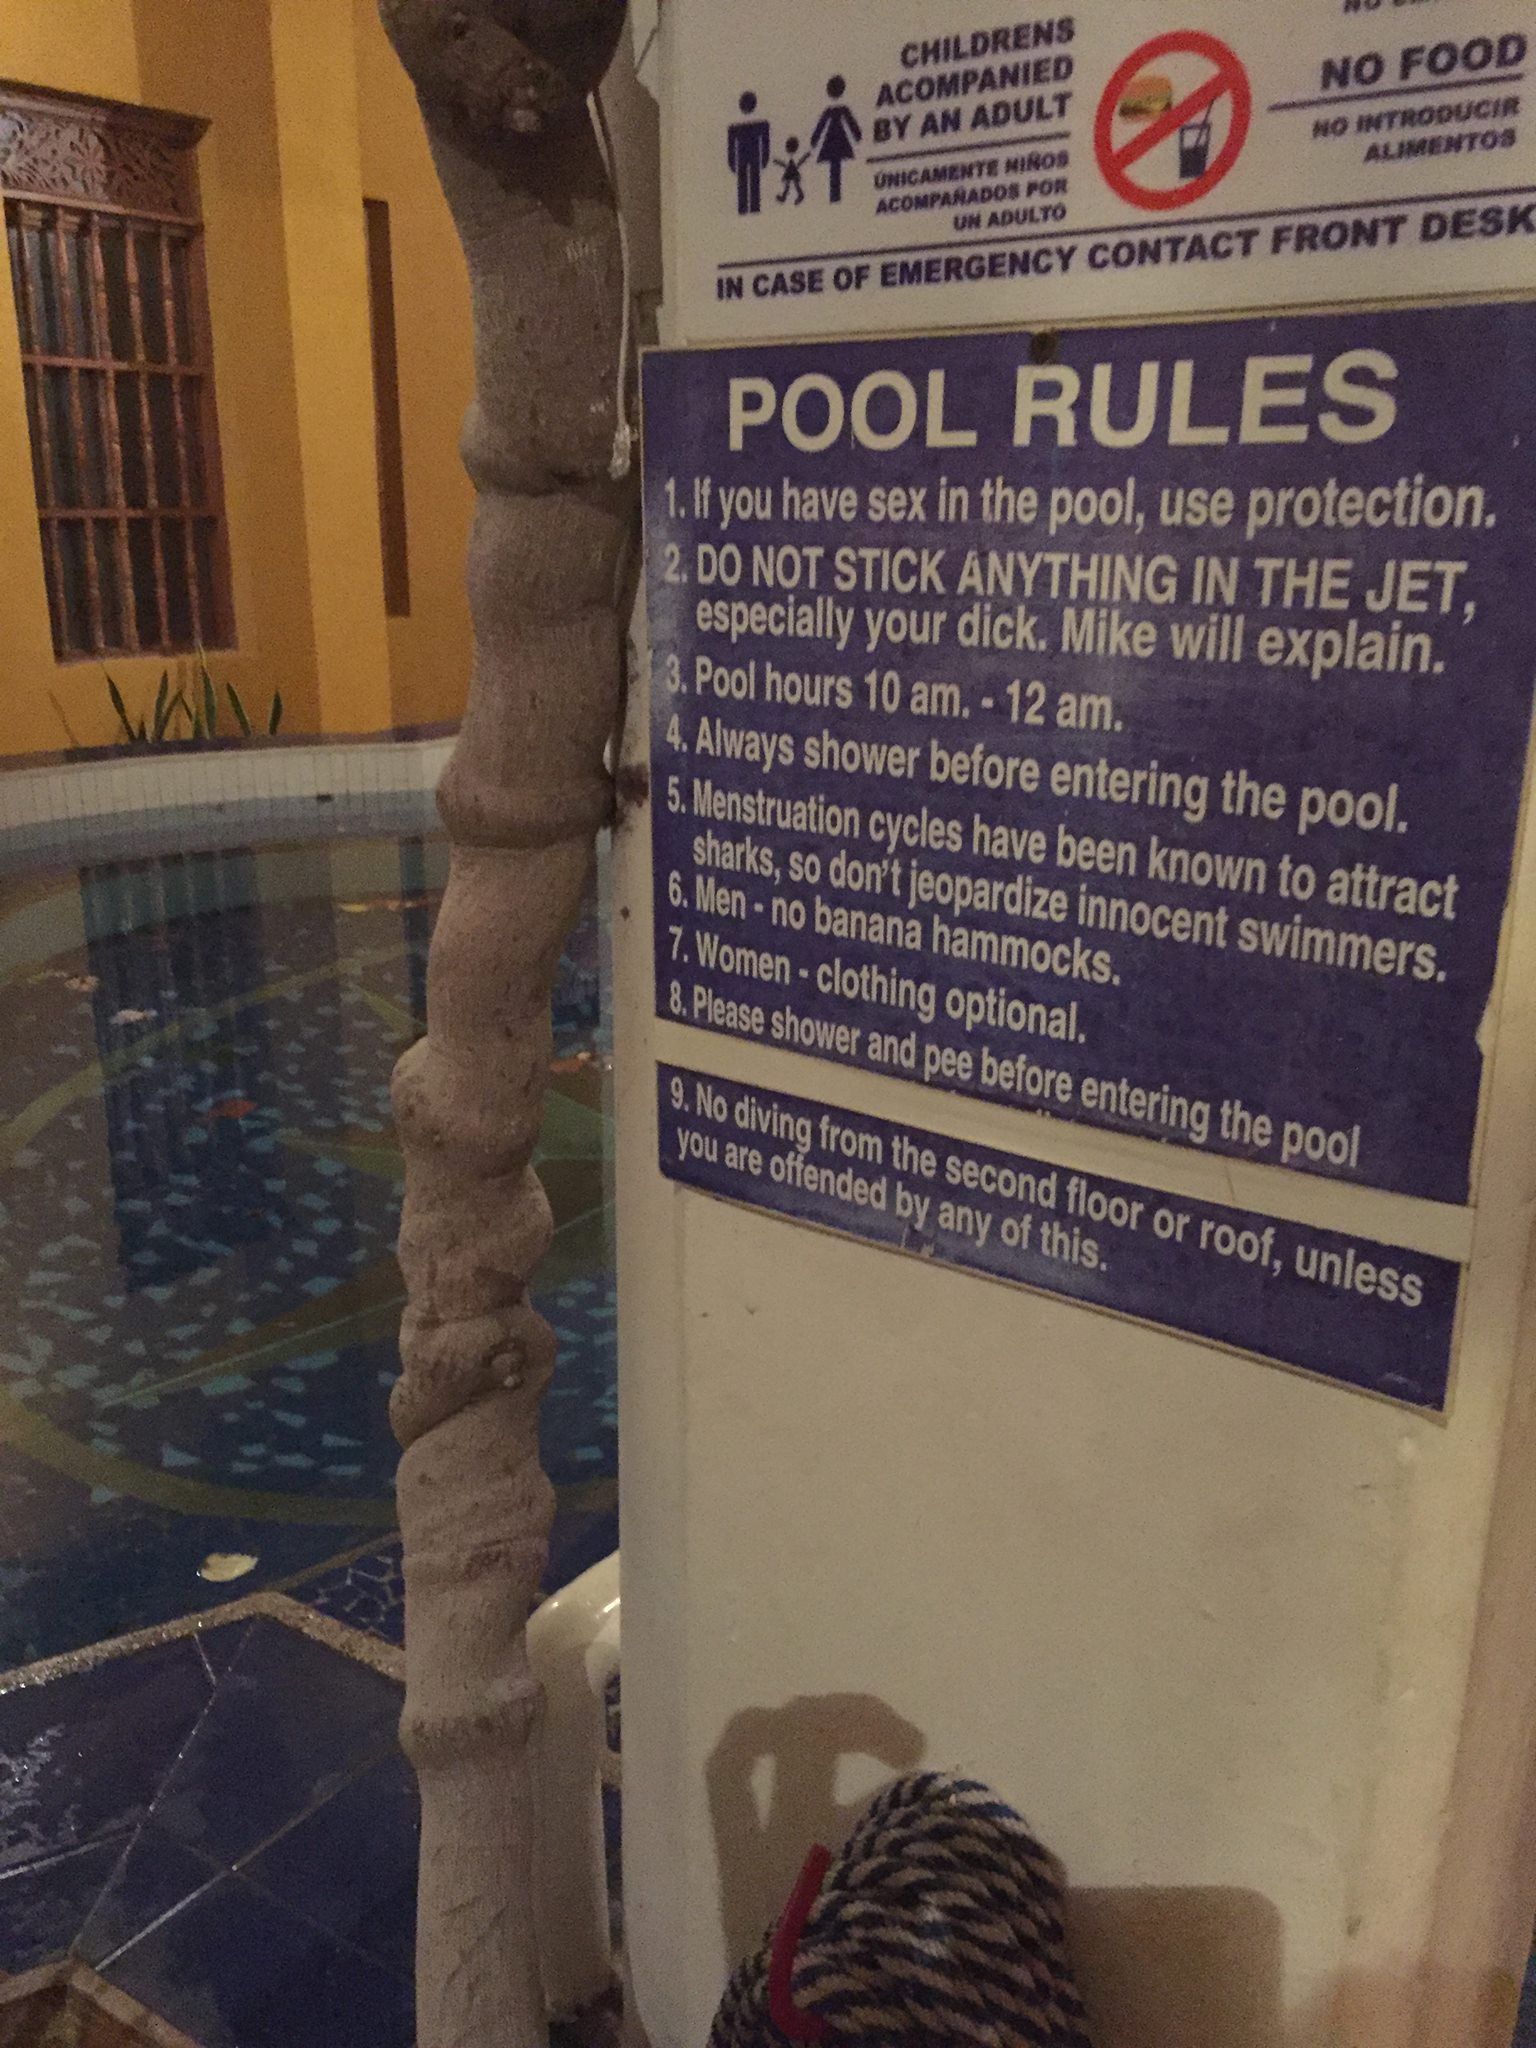 CHILDRENS
ACOMPANIED
BY AN ADULT
ÚNICAMENTE NIÑOS
ACOMPAÑADOS POR
UN ADULTO
NO FOOD
NO INTRODUCIR
ALIMENTOS
IN CASE OF EMERGENCY CONTACT FRONT DESK
POOL RULES
1. If you have sex in the pool, use protection.
2. DO NOT STICK ANYTHING IN THE JET,
especially your dick. Mike will explain.
3. Pool hours 10 am. - 12 am.
4. Always shower before entering the pool.
5. Menstruation cycles have been known to attract
sharks, so don't jeopardize innocent swimmers.
6. Men - no banana hammocks.
7. Women - clothing optional.
8. Please shower and pee before entering the pool
9. No diving from the second floor or roof, unless
you are offended by any of this.